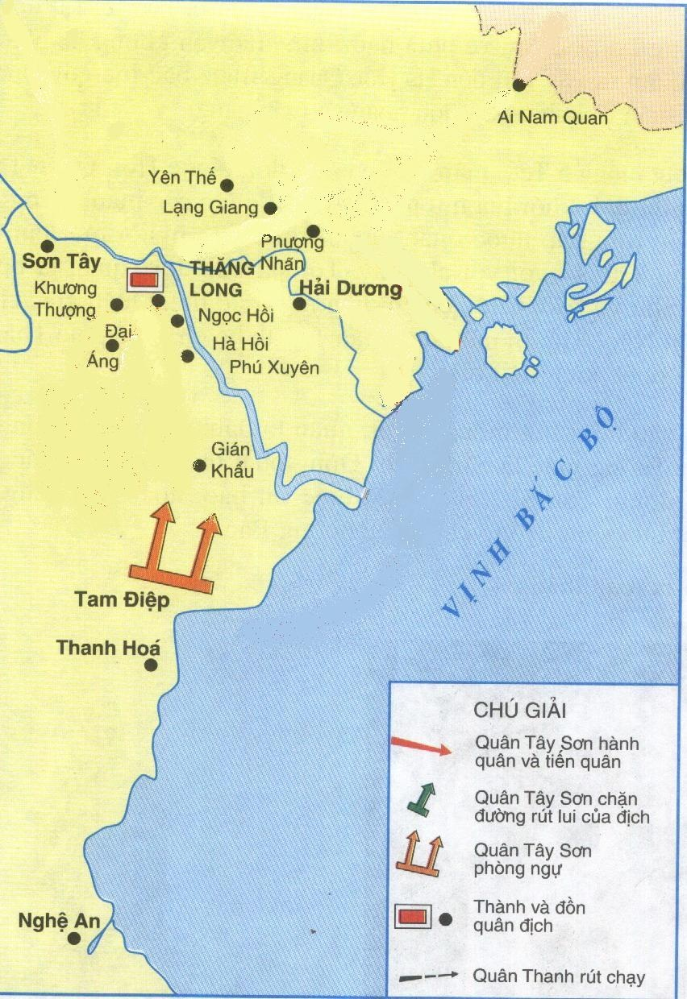 Ai Nam Quan
Yên Thế
Lạng Giang
Phượng
Nhãn
Sơn Tây
THĂNG
LONG
Khương
Thượng
Hải Dương
Ngọc Hồi
Đại
Áng
Hà Hồi
Phú Xuyên
Gián
Khẩu
VỊNH BẮC BỘ
Tam Điệp
Thanh Hoá
Nghệ An
CHÚ GIẢI
Quân Tây Sơn hành
quân và tiến quân
Quân Tây Sơn chặn
đường rút lui của địch
Quân Tây Sơn
phòng ngự
Thành và đồn
quân địch
Quân Thanh rút chạy